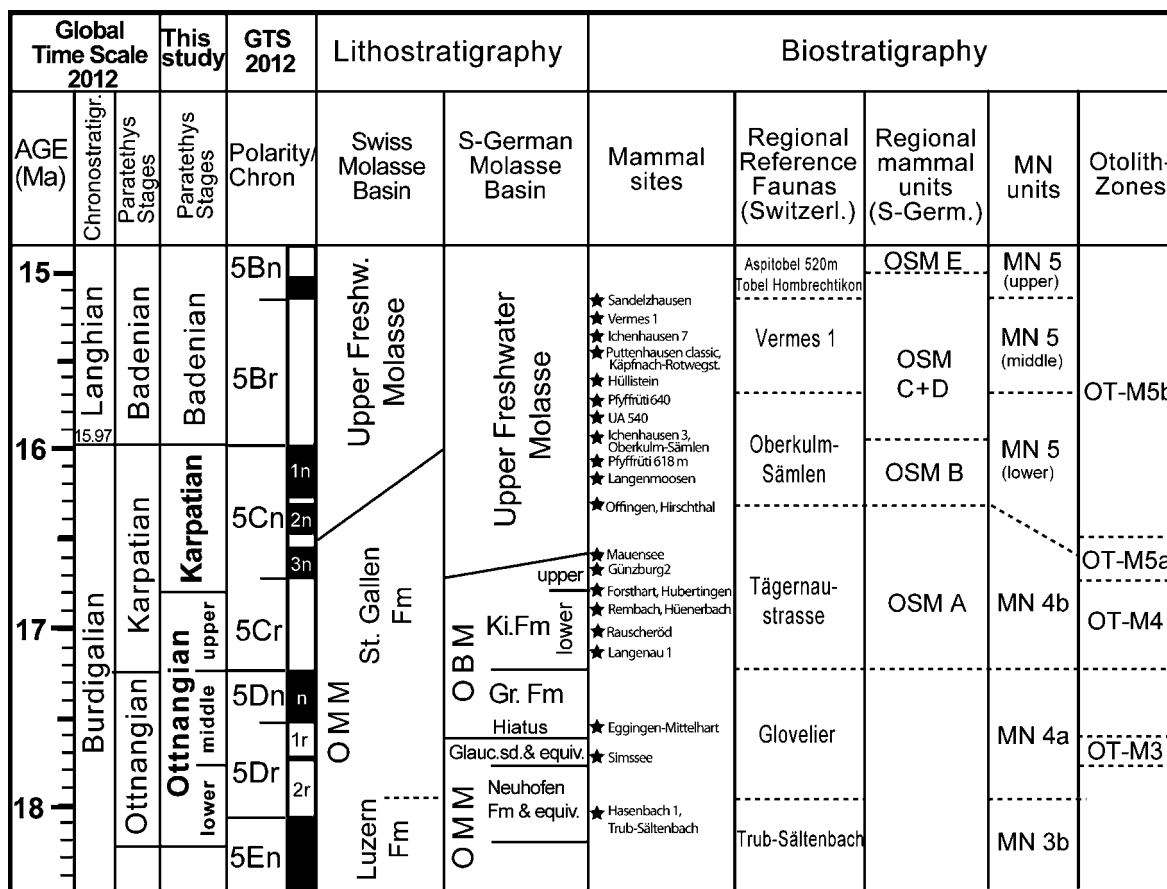 Global
Time Scale
2012
This
study
GTS
2012
Lithostratigraphy
Biostratigraphy
AGE
(Ma)
Chronostratigr.
Paratethys
Stages
Paratethys
Stages
Polarity/
Chron
Swiss
Molasse
Basin
S-German
Molasse
Basin
Mammal
sites
Regional
Reference
Faunas
(Switzerl.)
Regional
mammal
units
(S-Germ.)
MN
units
Otolith-
Zones
15
16
17
18
Langhian
15.97
Burdigalian
Badenian
Karpatian
Ottnangian
Badenian
Karpatian
Ottnangian
upper
middle
lower
5Bn
5Br
5Cn
5Cr
5Dn
5Dr
5En
1n
2n
3n
n
1r
2r
Upper Freshw.
Molasse
St. Gallen
Fm
OMM
Luzern
Fm
Upper Freshwater
Molasse
upper
lower
Ki.Fm
OBM
Gr. Fm
Hiatus
Glauc.sd.& equiv.
Neuhofen
Fm & equiv.
OMM
Sandelzhausen
Vermes 1
Ichenhausen 7
Puttenhausen classic,
Käpfnach-Rotwegst.
Hüllistein
Pfyffrüti 640
UA 540
Ichenhausen 3,
Oberkulm-Sämlen
Pfyffrüti 618 m
Langenmoosen
Offingen, Hirschthal
Mauensee
Günzburg2
Forsthart, Hubertingen
Rembach, Hüenerbach
Rauscheröd
Langenau 1
Eggingen-Mittelhart
Simssee
Hasenbach 1,
Trub-Sältenbach
Aspitobel 520m
Tobel Hombrechtikon
Vermes 1
Oberkulm-
Sämlen
Tägernau-
strasse
Glovelier
Trub-Sältenbach
OSM E
OSM
C+D
OSM B
OSM A
MN 5
(upper)
MN 5
(middle)
MN 5
(lower)
MN 4b
MN 4a
MN 3b
OT-M5b
OT-M5a
OT-M4
OT-M3